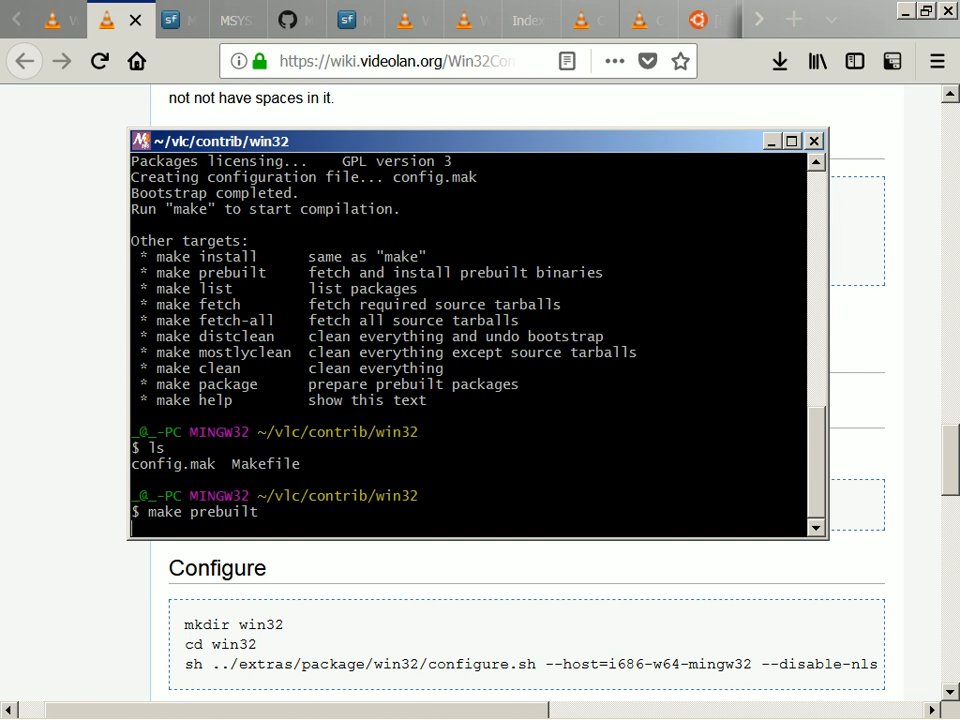 W
sf
M
MSYS
M
sf
M
V
V
Index
C
C
https://wiki.videolan.org/Win32Con
not not have spaces in it.
~/vlc/contrib/win32
Packages licensing...    GPL version 3
Creating configuration file... config.mak
Bootstrap completed.
Run "make" to start compilation.
Other targets:
* make install      same as "make"
* make prebuilt     fetch and install prebuilt binaries
* make list         list packages
* make fetch        fetch required source tarballs
* make fetch-all    fetch all source tarballs
* make distclean    clean everything and undo bootstrap
* make mostlyclean  clean everything except source tarballs
* make clean        clean everything
* make package      prepare prebuilt packages
* make help         show this text
_@_-PC MINGW32 ~/vlc/contrib/win32
$ ls
config.mak  Makefile
_@_-PC MINGW32 ~/vlc/contrib/win32
$ make prebuilt
Configure
mkdir win32
cd win32
sh ../extras/package/win32/configure.sh --host=i686-w64-mingw32 --disable-nls